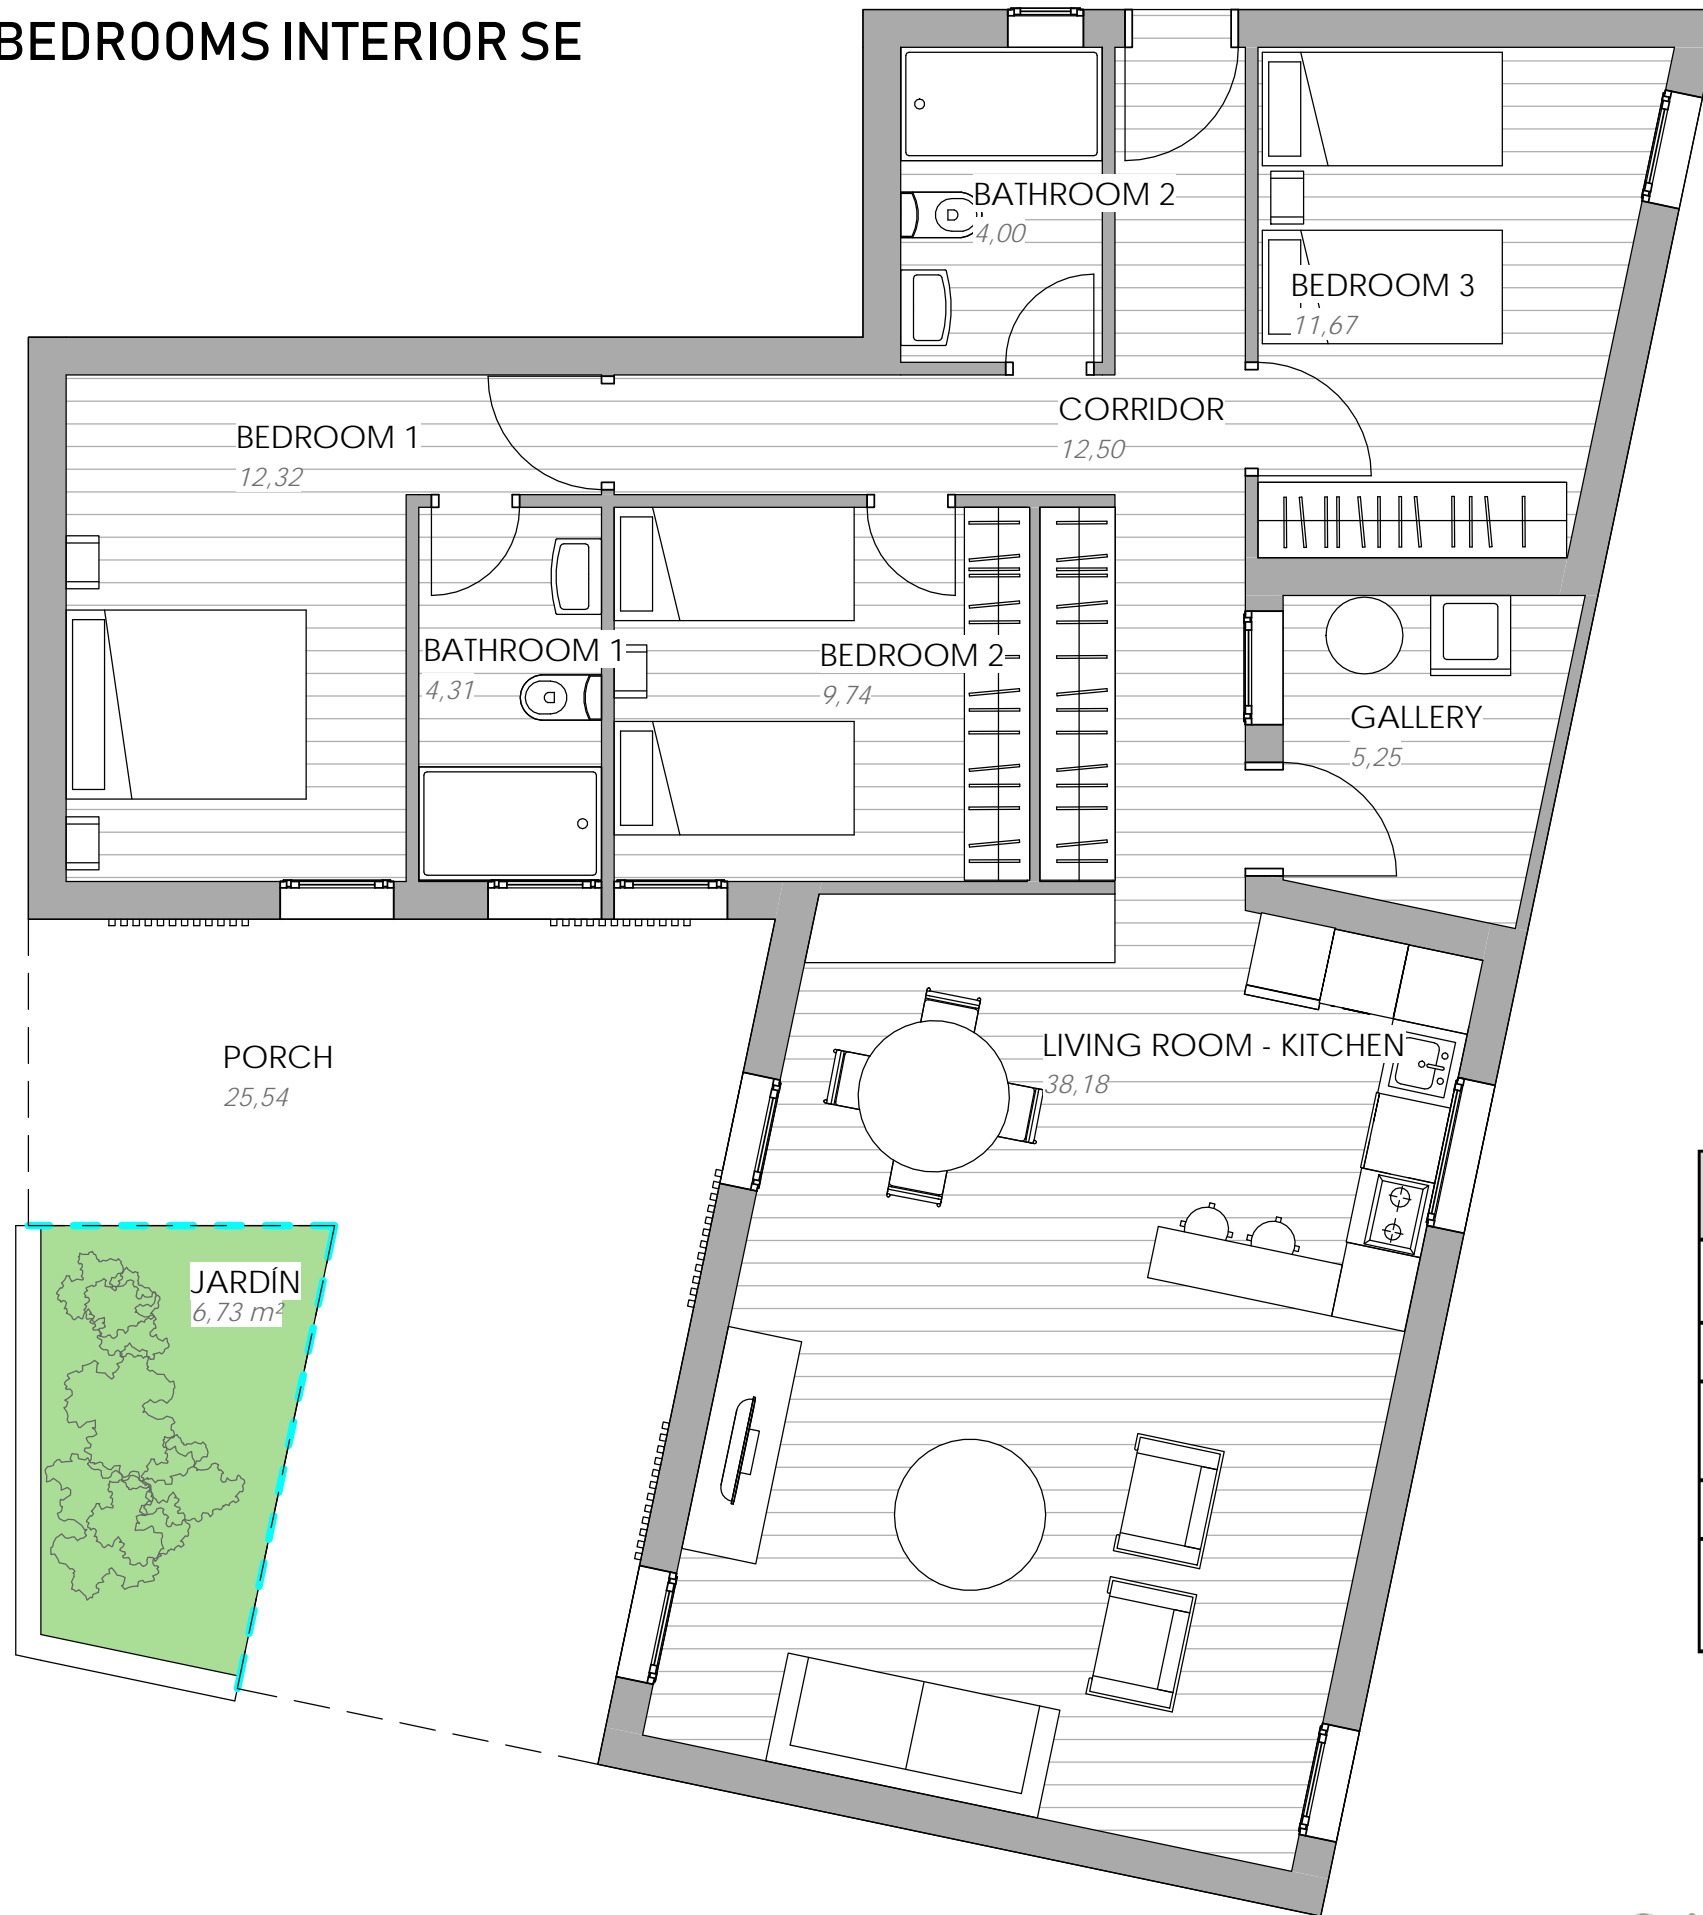 BEDROOMS INTERIOR SE
BATHROOM 2
4,00
BEDROOM 3
11,67
CORRIDOR
12,50
BEDROOM 1
12,32
BATHROOM 1
4,31
BEDROOM 2
9,74
GALLERY
5,25
LIVING ROOM - KITCHEN
38,18
PORCH
25,54
JARDÍN
6,73 m²